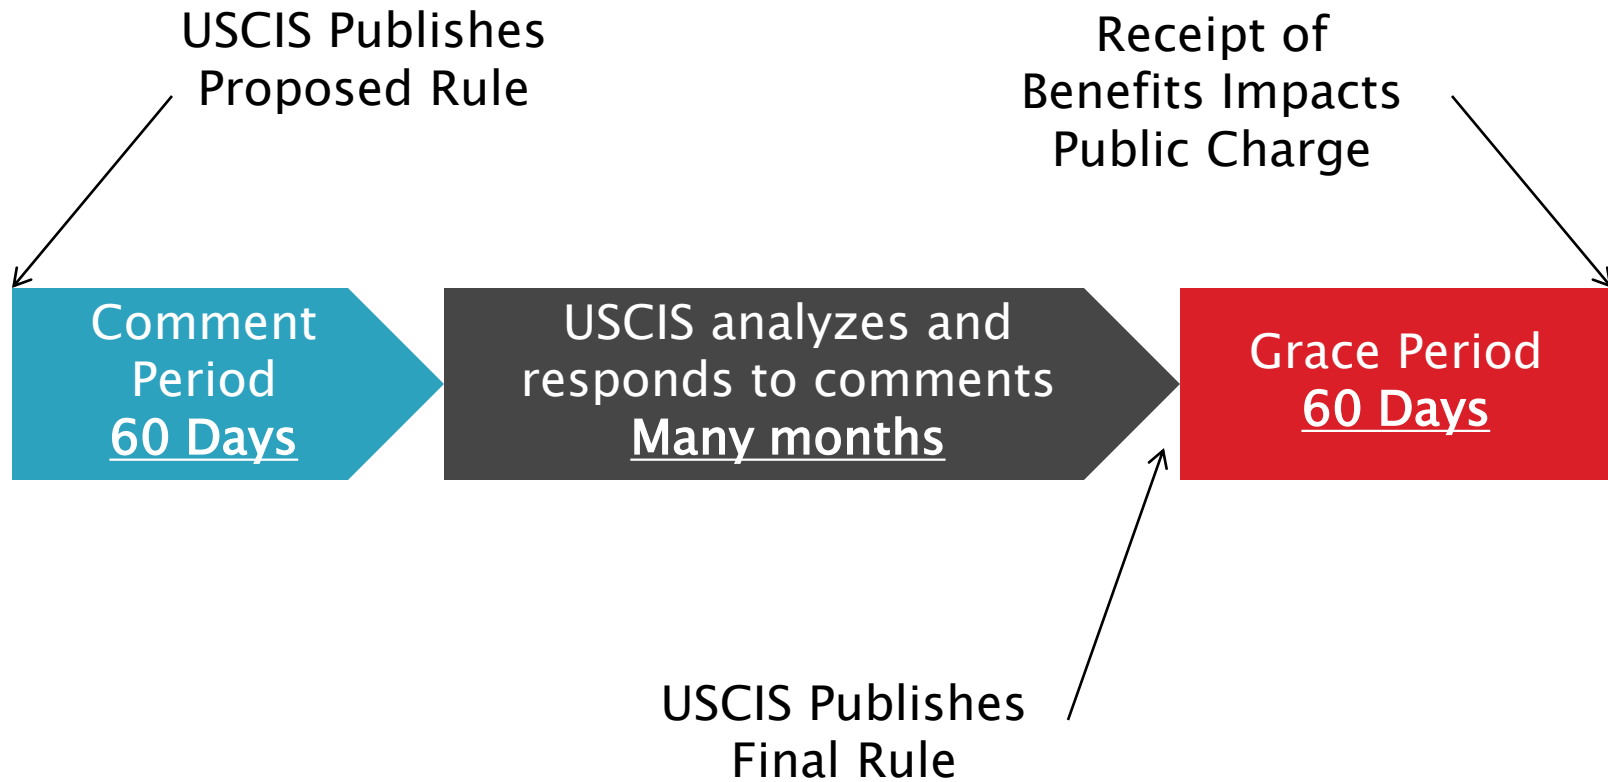 USCIS Publishes
Proposed Rule
Receipt of
Benefits Impacts
Public Charge
Comment
Period
60 Days
USCIS analyzes and
responds to comments
Many months
Grace Period
60 Days
USCIS Publishes
Final Rule